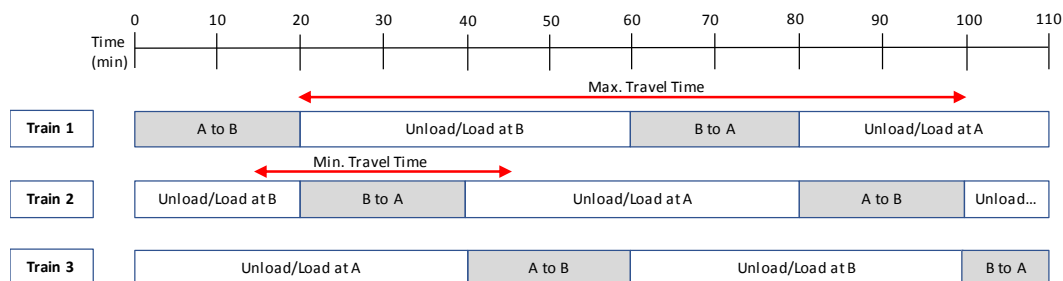 0 10 20 30 40 50 60 70 80 90 100 110
Time
(min)
Max. Travel Time
Train 1 A to B Unload/Load at B B to A Unload/Load at A
Min. Travel Time
Train 2 Unload/Load at B B to A Unload/Load at A A to B Unload...
Train 3 Unload/Load at A A to B Unload/Load at B B to A